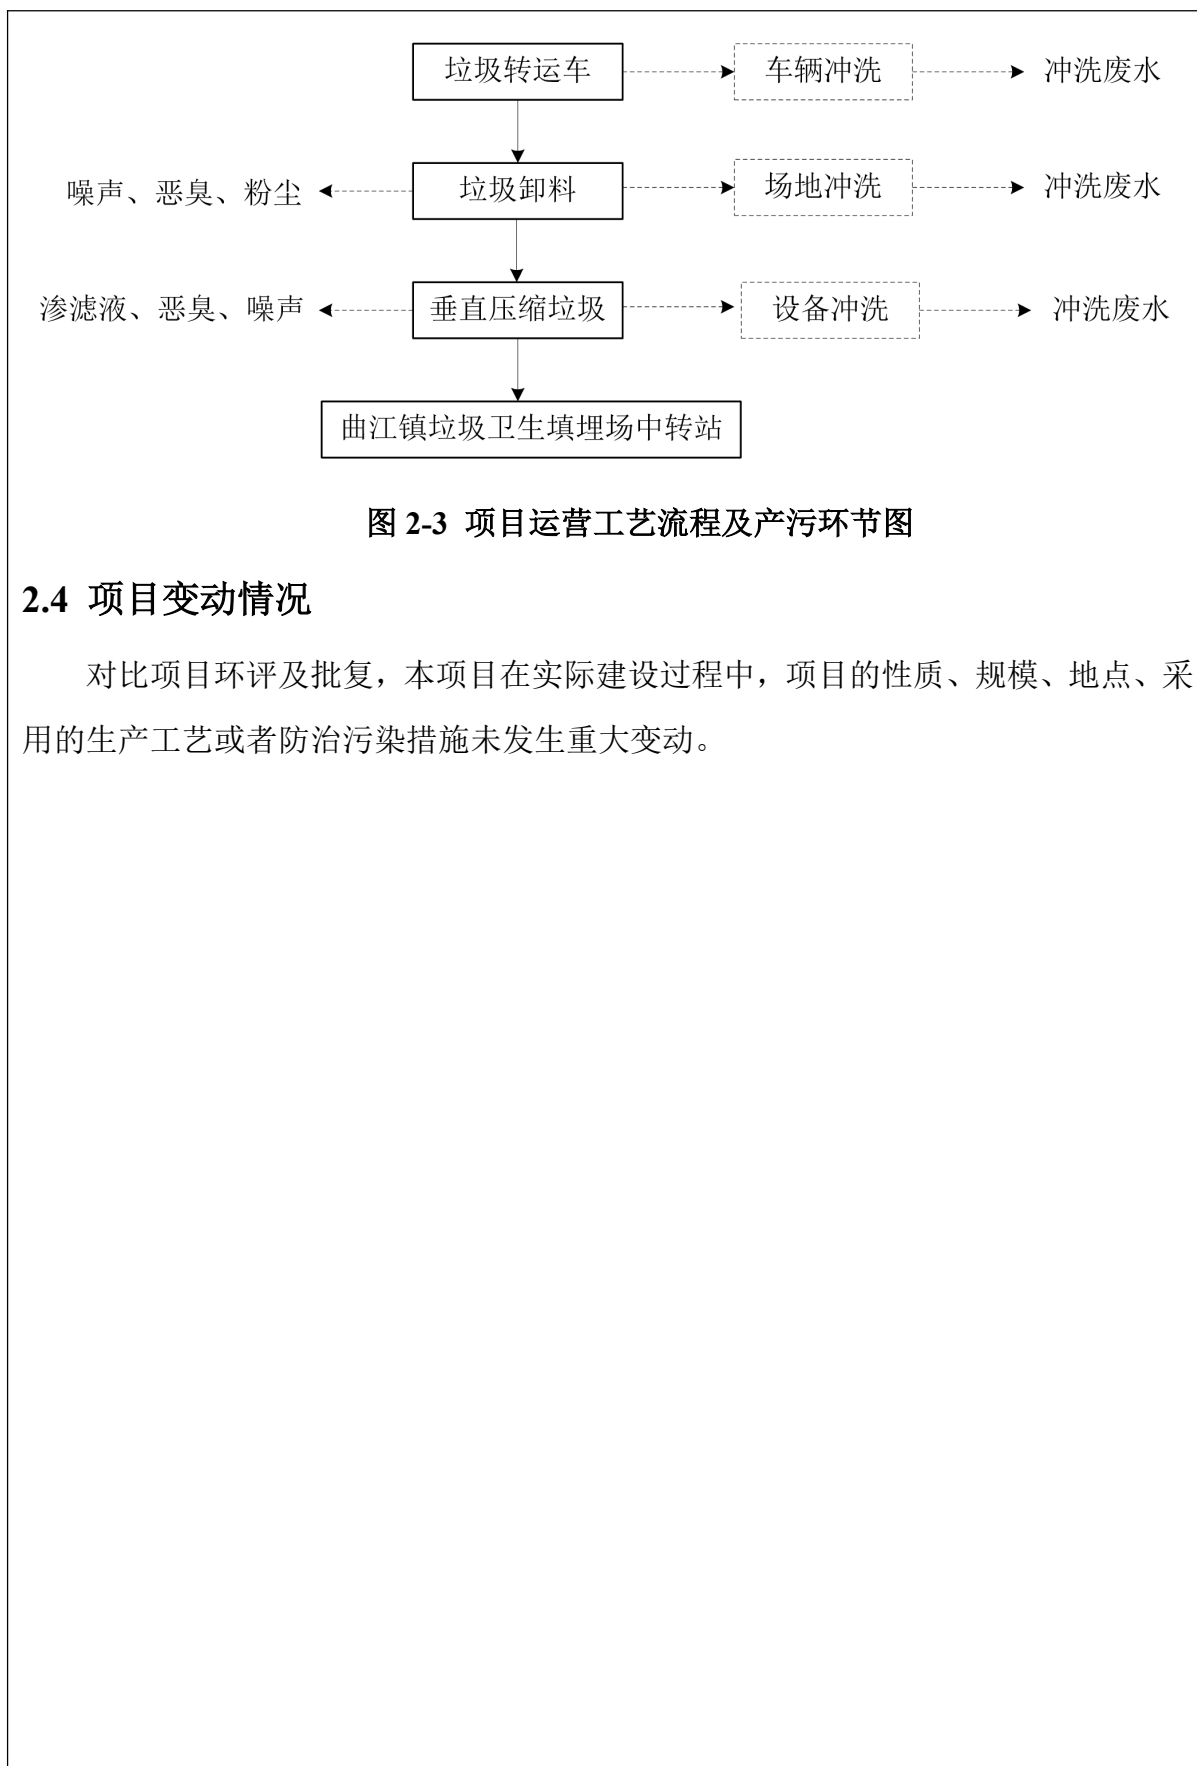 垃圾转运车 车辆冲洗 冲洗废水
噪声、恶臭、粉尘 垃圾卸料 场地冲洗 冲洗废水
渗滤液、恶臭、噪声 垂直压缩垃圾 设备冲洗 冲洗废水
曲江镇垃圾卫生填埋场中转站
图 2-3 项目运营工艺流程及产污环节图
2.4 项目变动情况
对比项目环评及批复，本项目在实际建设过程中，项目的性质、规模、地点、采
用的生产工艺或者防治污染措施未发生重大变动。